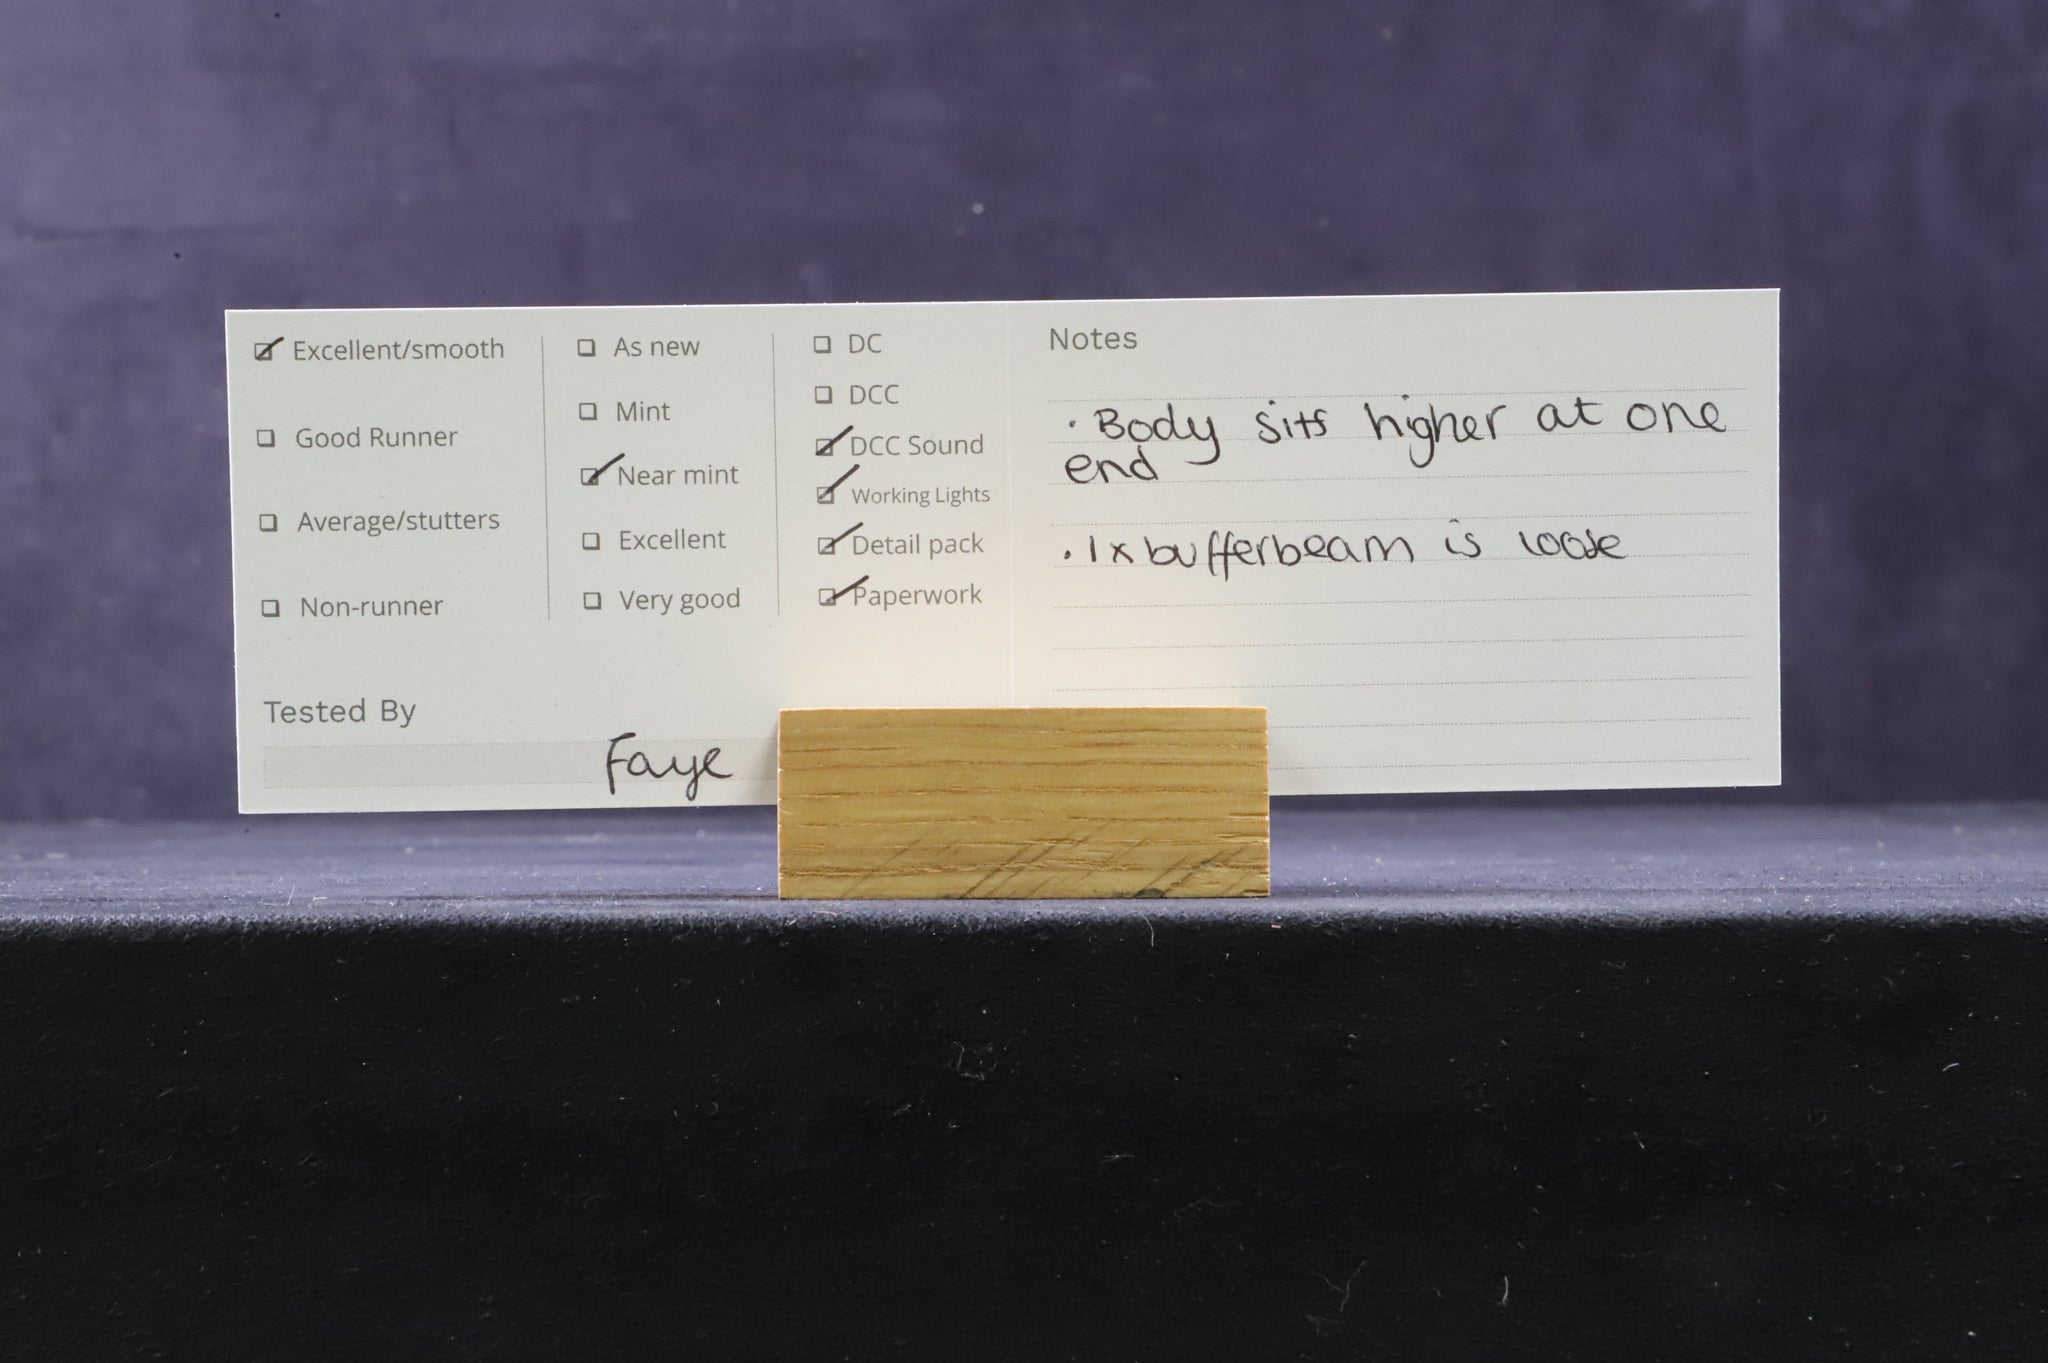 Excellent/smooth
Good Runner
Average/stutters
Non-runner
As new
Mint
Near mint
Excellent
Very good
DC
DCC
DCC Sound
Working Lights
Detail pack
Paperwork
Tested By
Faye
Notes
· Body sits higher at one
end
· 1x bufferbeam is loose